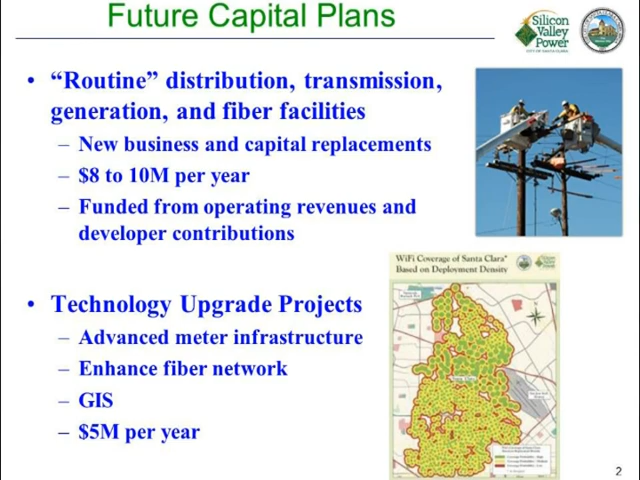 Future Capital Plans
Silicon
Valley
Power
CITY OF SANTA CLARA
• “Routine” distribution, transmission,
generation, and fiber facilities
– New business and capital replacements
– $8 to 10M per year
– Funded from operating revenues and
developer contributions
WiFi Coverage of Santa Clara*
Based on Deployment Density
• Technology Upgrade Projects
– Advanced meter infrastructure
– Enhance fiber network
– GIS
– $5M per year
2